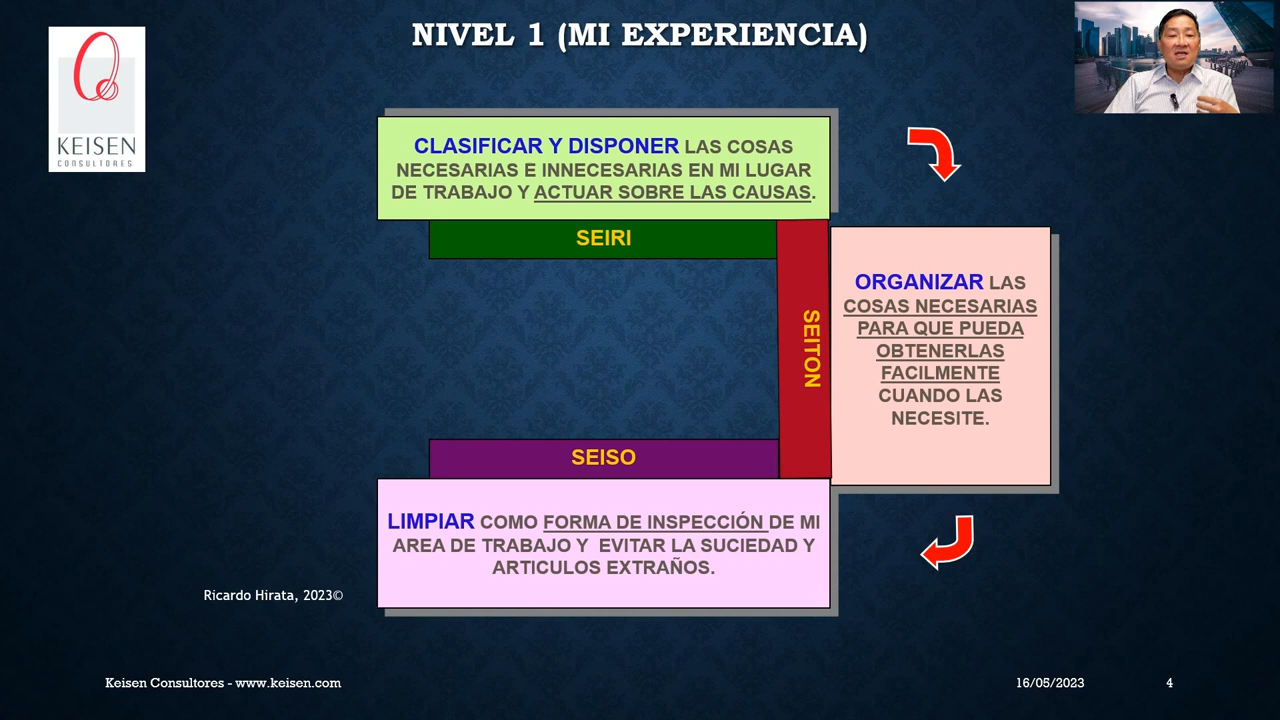 NIVEL 1 (MI EXPERIENCIA)
KEISEN
CONSULTORES
CLASIFICAR Y DISPONER LAS COSAS
NECESARIAS E INNECESARIAS EN MI LUGAR
DE TRABAJO Y ACTUAR SOBRE LAS CAUSAS.
SEIRI
SEITON
ORGANIZAR LAS
COSAS NECESARIAS
PARA QUE PUEDA
OBTENERLAS
FACILMENTE
CUANDO LAS
NECESITE.
SEISO
LIMPIAR COMO FORMA DE INSPECCIÓN DE MI
AREA DE TRABAJO Y EVITAR LA SUCIEDAD Y
ARTICULOS EXTRAÑOS.
Ricardo Hirata, 2023©
Keisen Consultores - www.keisen.com
16/05/2023
4